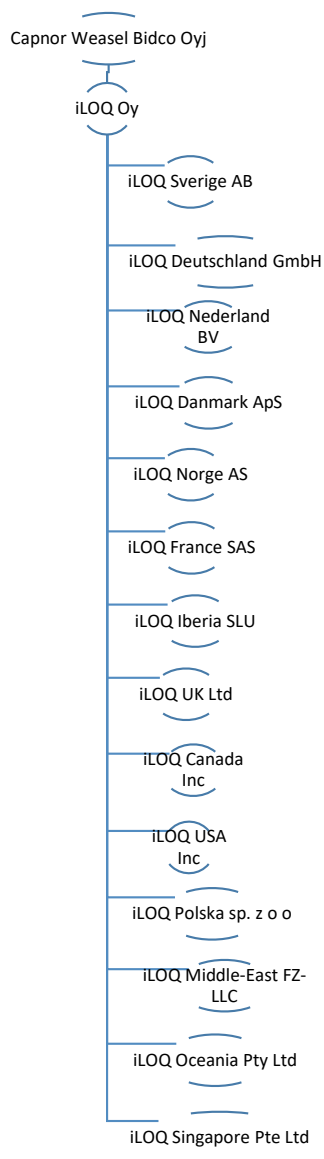 Capnor Weasel Bidco Oyj
iLOQ Oy
iLOQ Sverige AB
iLOQ Deutschland GmbH
iLOQ Nederland
BV
iLOQ Danmark ApS
iLOQ Norge AS
iLOQ France SAS
iLOQ Iberia SLU
iLOQ UK Ltd
iLOQ Canada
Inc
iLOQ USA
Inc
iLOQ Polska sp. z o o
iLOQ Middle-East FZ-
LLC
iLOQ Oceania Pty Ltd
iLOQ Singapore Pte Ltd